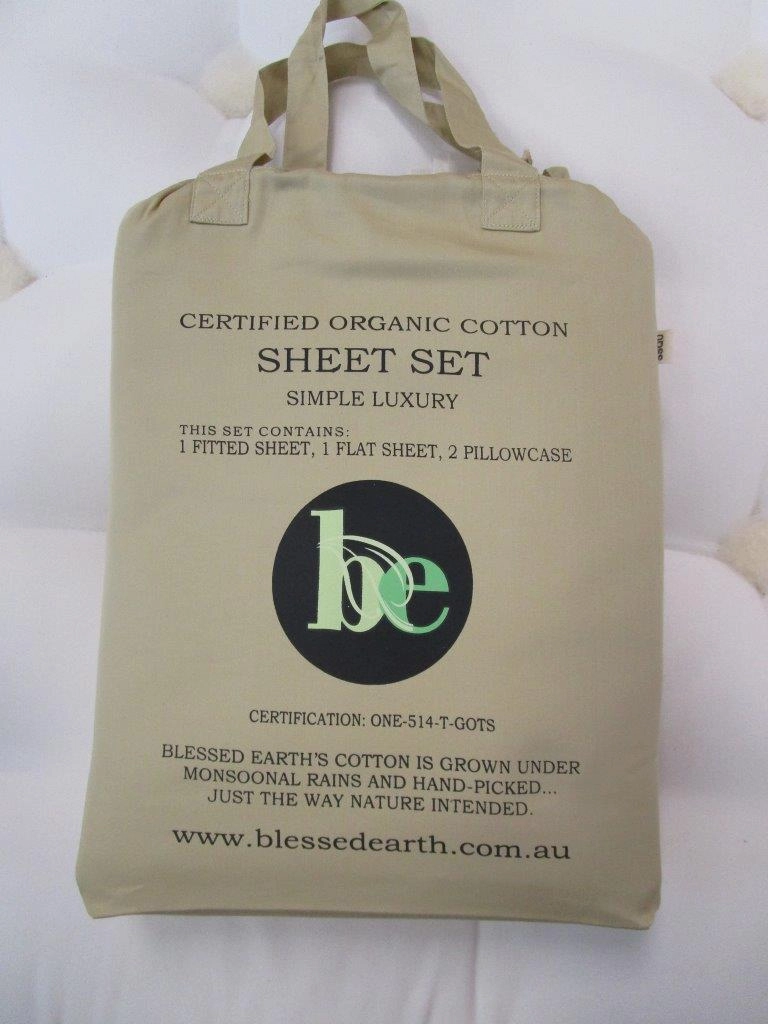 CERTIFIED ORGANIC COTTON
SHEET SET
SIMPLE LUXURY
THIS SET CONTAINS:
1 FITTED SHEET, 1 FLAT SHEET, 2 PILLOWCASE
be
CERTIFICATION: ONE-514-T-GOTS
BLESSED EARTH'S COTTON IS GROWN UNDER
MONSOONAL RAINS AND HAND-PICKED...
JUST THE WAY NATURE INTENDED.
www.blessedearth.com.au